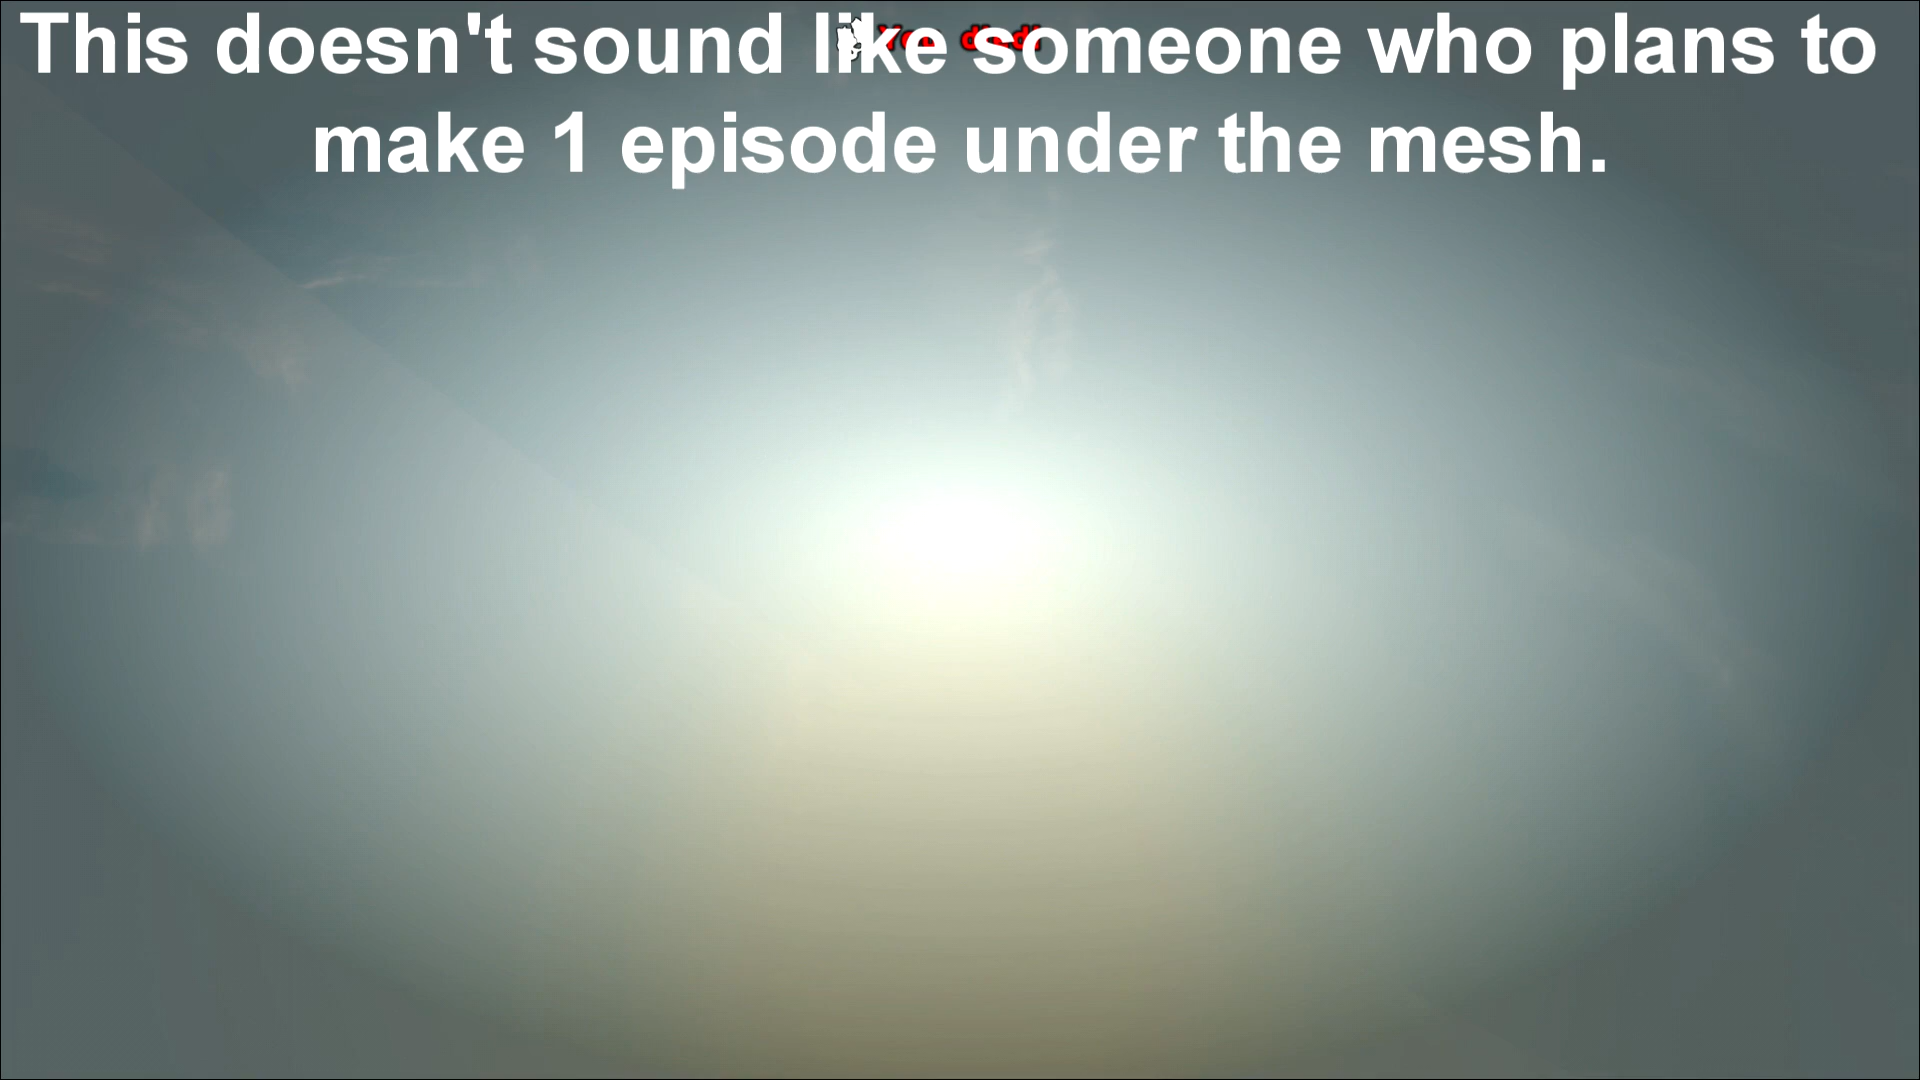 This doesn't sound like someone who plans to
make 1 episode under the mesh.